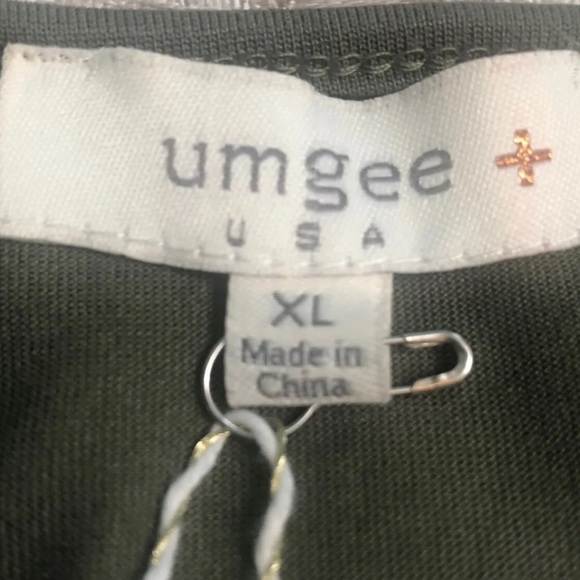 umgee +
USA
XL
Made in
China